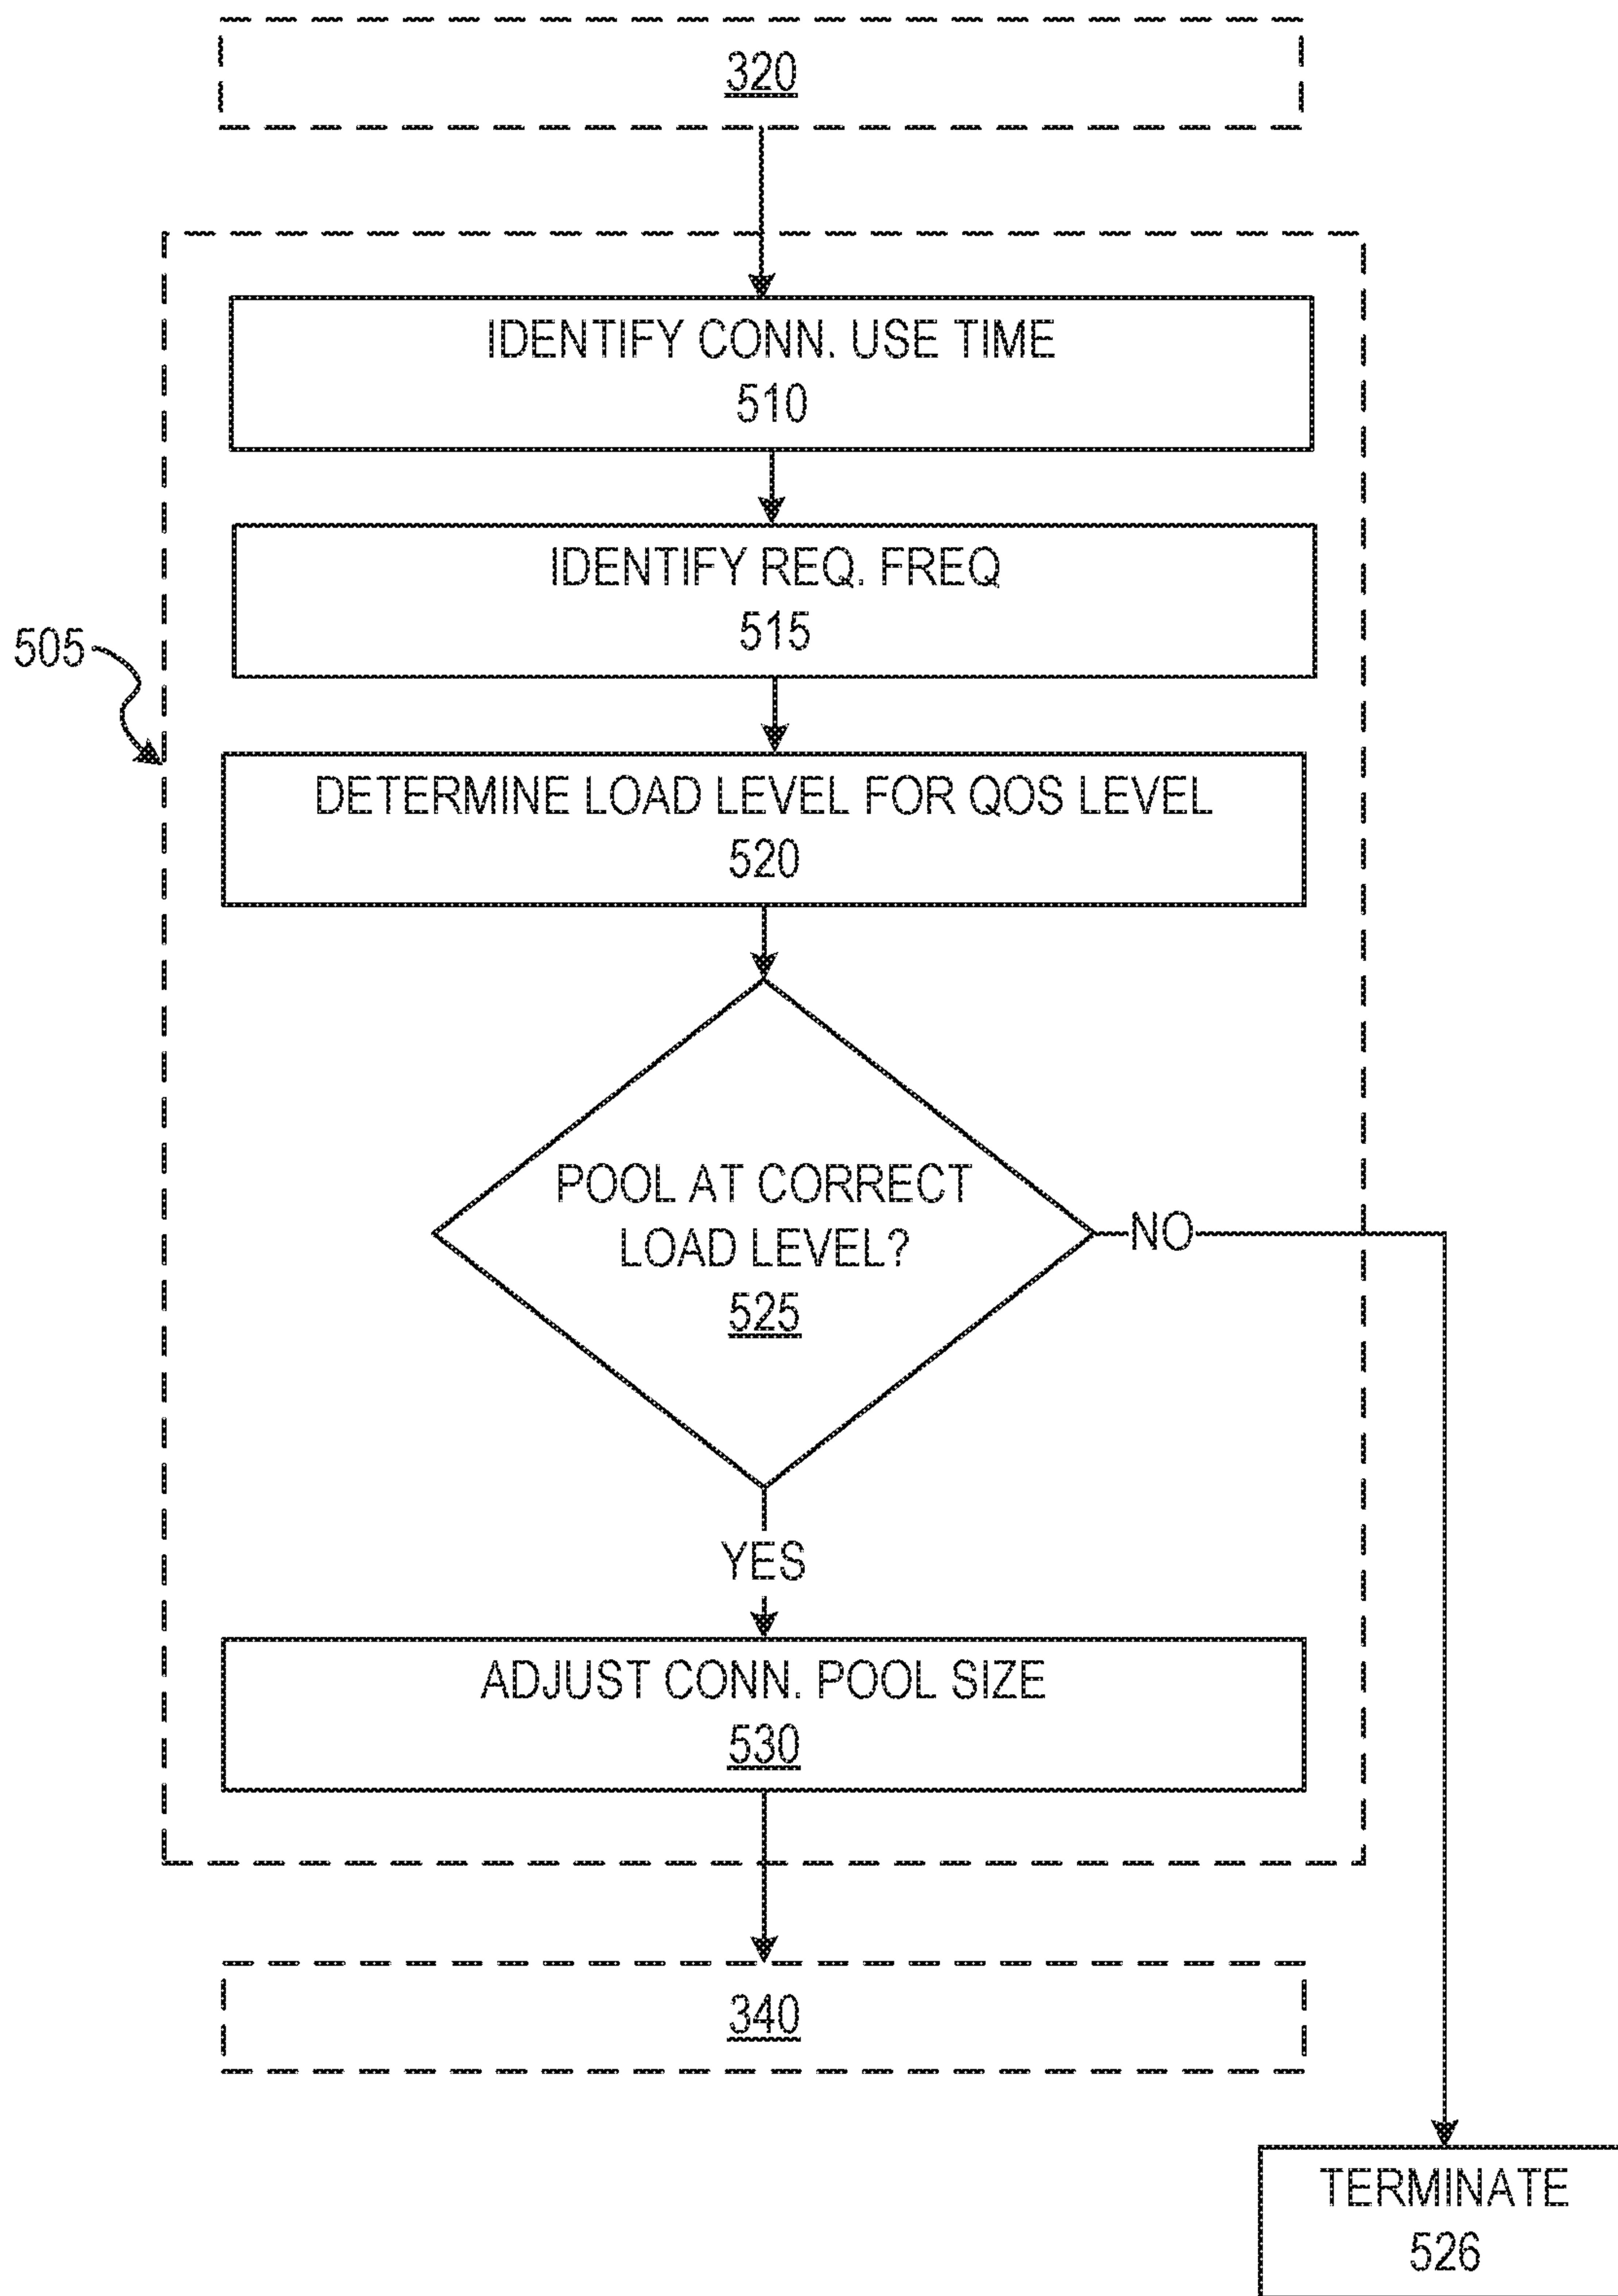 320
IDENTIFY CONN. USE TIME
510
IDENTIFY REQ. FREQ
515
505
DETERMINE LOAD LEVEL FOR QOS LEVEL
520
POOL AT CORRECT
LOAD LEVEL?
525
NO
YES
ADJUST CONN. POOL SIZE
530
340
TERMINATE
526